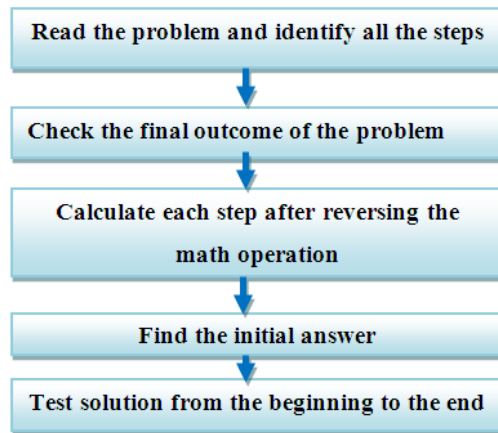 Read the problem and identify all the steps
Check the final outcome of the problem
Calculate each step after reversing the
math operation
Find the initial answer
Test solution from the beginning to the end